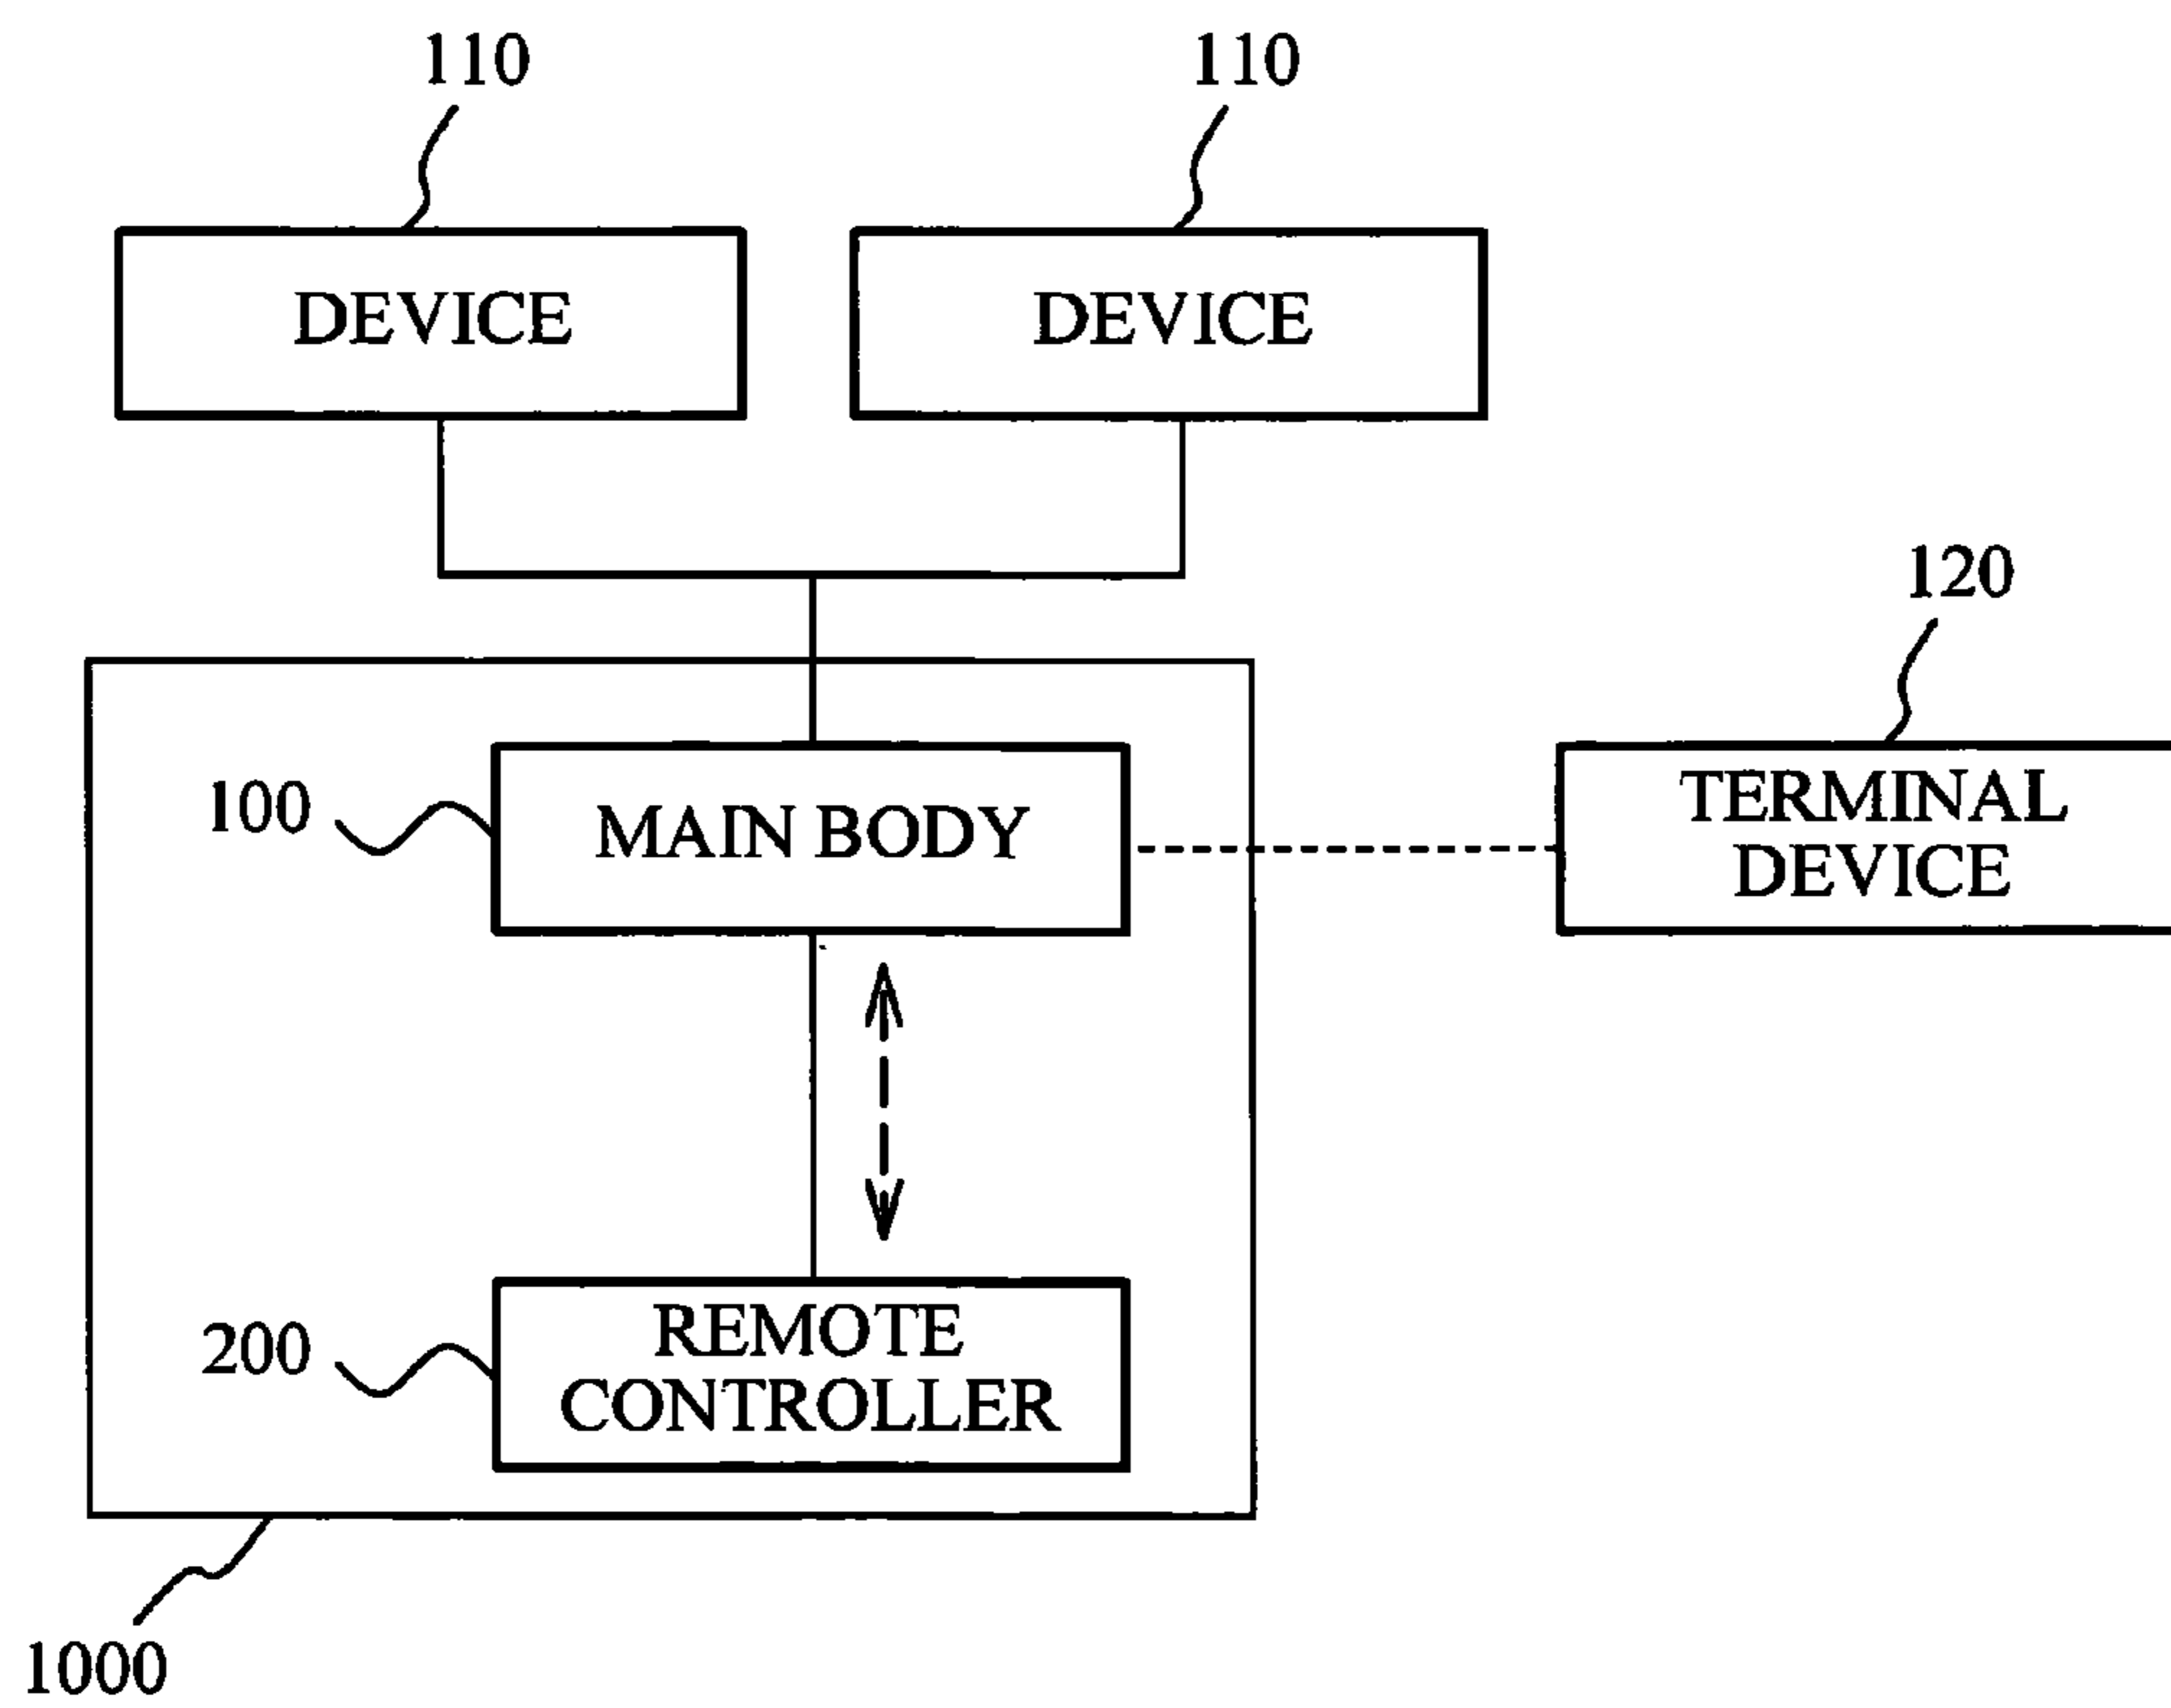 110
110
DEVICE
DEVICE
120
TERMINAL
DEVICE
100
MAIN BODY
200
REMOTE
CONTROLLER
1000